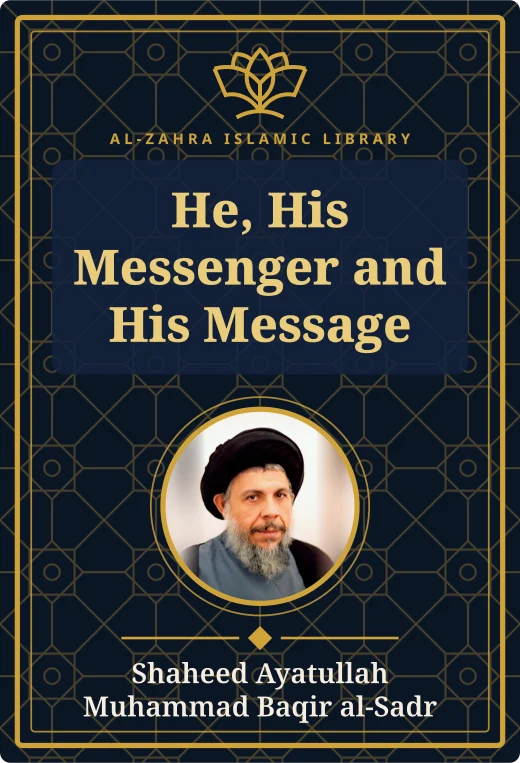 AL-ZAHRA ISLAMIC LIBRARY
He, His
Messenger and
His Message
Shaheed Ayatullah
Muhammad Baqir al-Sadr